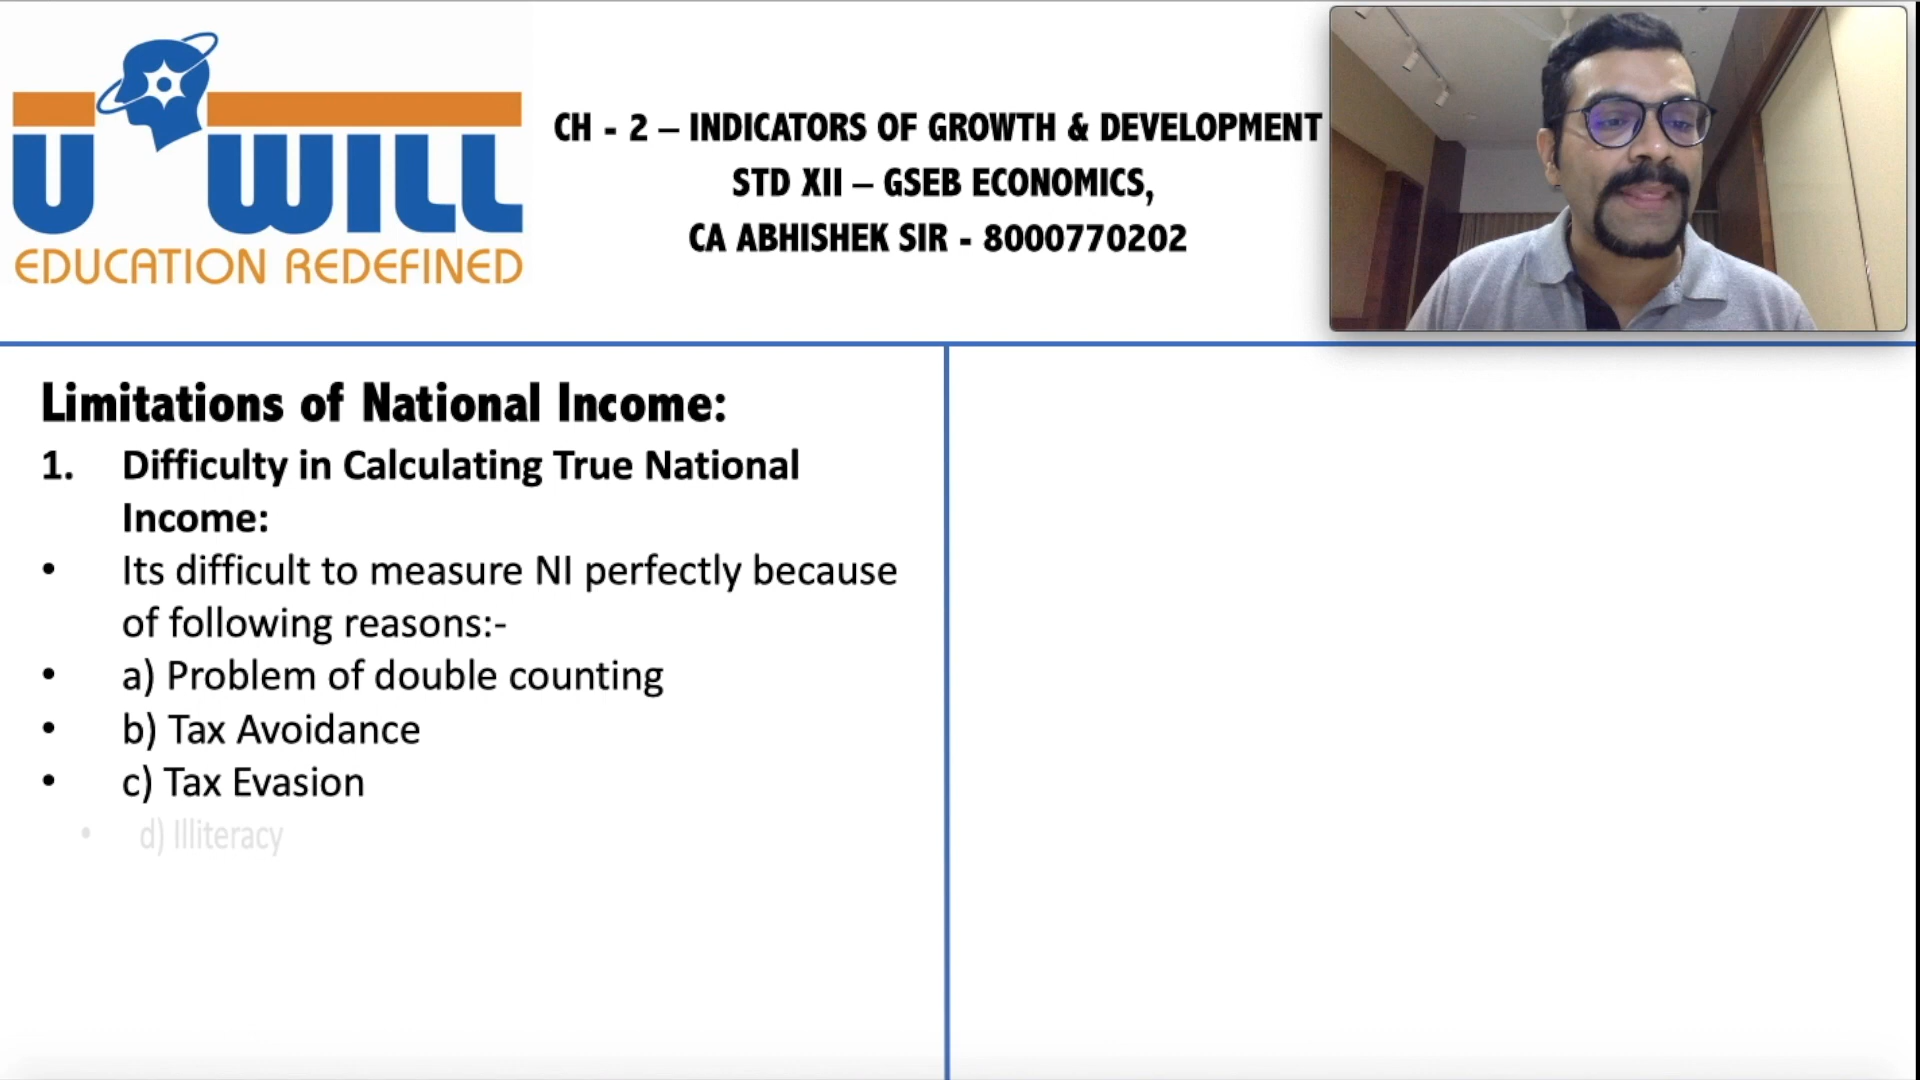 U WILL
EDUCATION REDEFINED
CH - 2 – INDICATORS OF GROWTH & DEVELOPMENT
STD XII – GSEB ECONOMICS,
CA ABHISHEK SIR - 8000770202
Limitations of National Income:
1. Difficulty in Calculating True National
Income:
• Its difficult to measure NI perfectly because
of following reasons:-
• a) Problem of double counting
• b) Tax Avoidance
• c) Tax Evasion
• d) Illiteracy